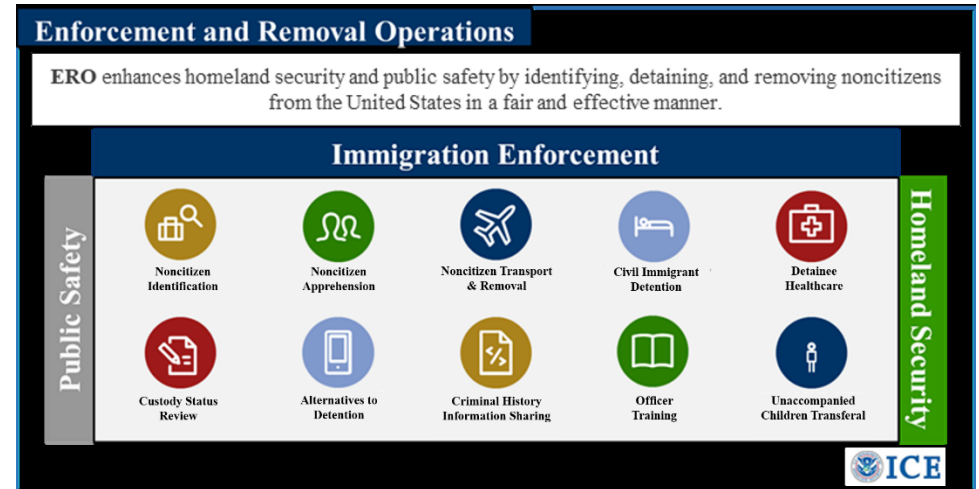 Enforcement and Removal Operations
ERO enhances homeland security and public safety by identifying, detaining, and removing noncitizens
from the United States in a fair and effective manner.
Immigration Enforcement
Public Safety
Noncitizen
Identification
Noncitizen
Apprehension
Noncitizen Transport
& Removal
Civil Immigrant
Detention
Detainee
Healthcare
Custody Status
Review
Alternatives to
Detention
Criminal History
Information Sharing
Officer
Training
Unaccompanied
Children Transferal
Homeland Security
ICE